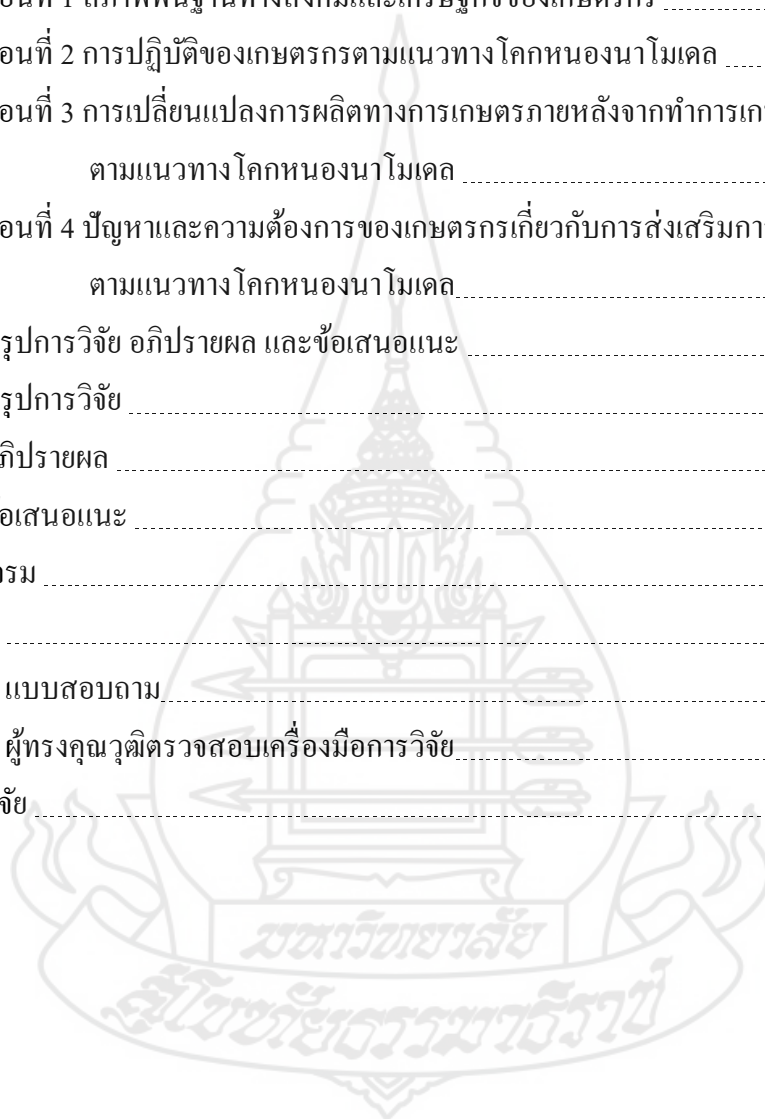 อนที่ 2 การปฏิบัติของเกษตรกรตามแนวทางโคกหนองนาโมเดล
อนที่ 3 การเปลี่ยนแปลงการผลิตทางการเกษตรภายหลังจากทำการเก
ตามแนวทางโคกหนองนาโมเดล
อนที่ 4 ปัญหาและความต้องการของเกษตรกรเกี่ยวกับการส่งเสริมกา
ตามแนวทางโคกหนองนาโมเดล
รุปการวิจัย อภิปรายผล และข้อเสนอแนะ
รุปการวิจัย
ภิปรายผล
อเสนอแนะ
รม
แบบสอบถาม
ผู้ทรงคุณวุฒิตรวจสอบเครื่องมือการวิจัย
จัย
มหาวิทยาลัย
สุโขทัยธรรมาธิราช